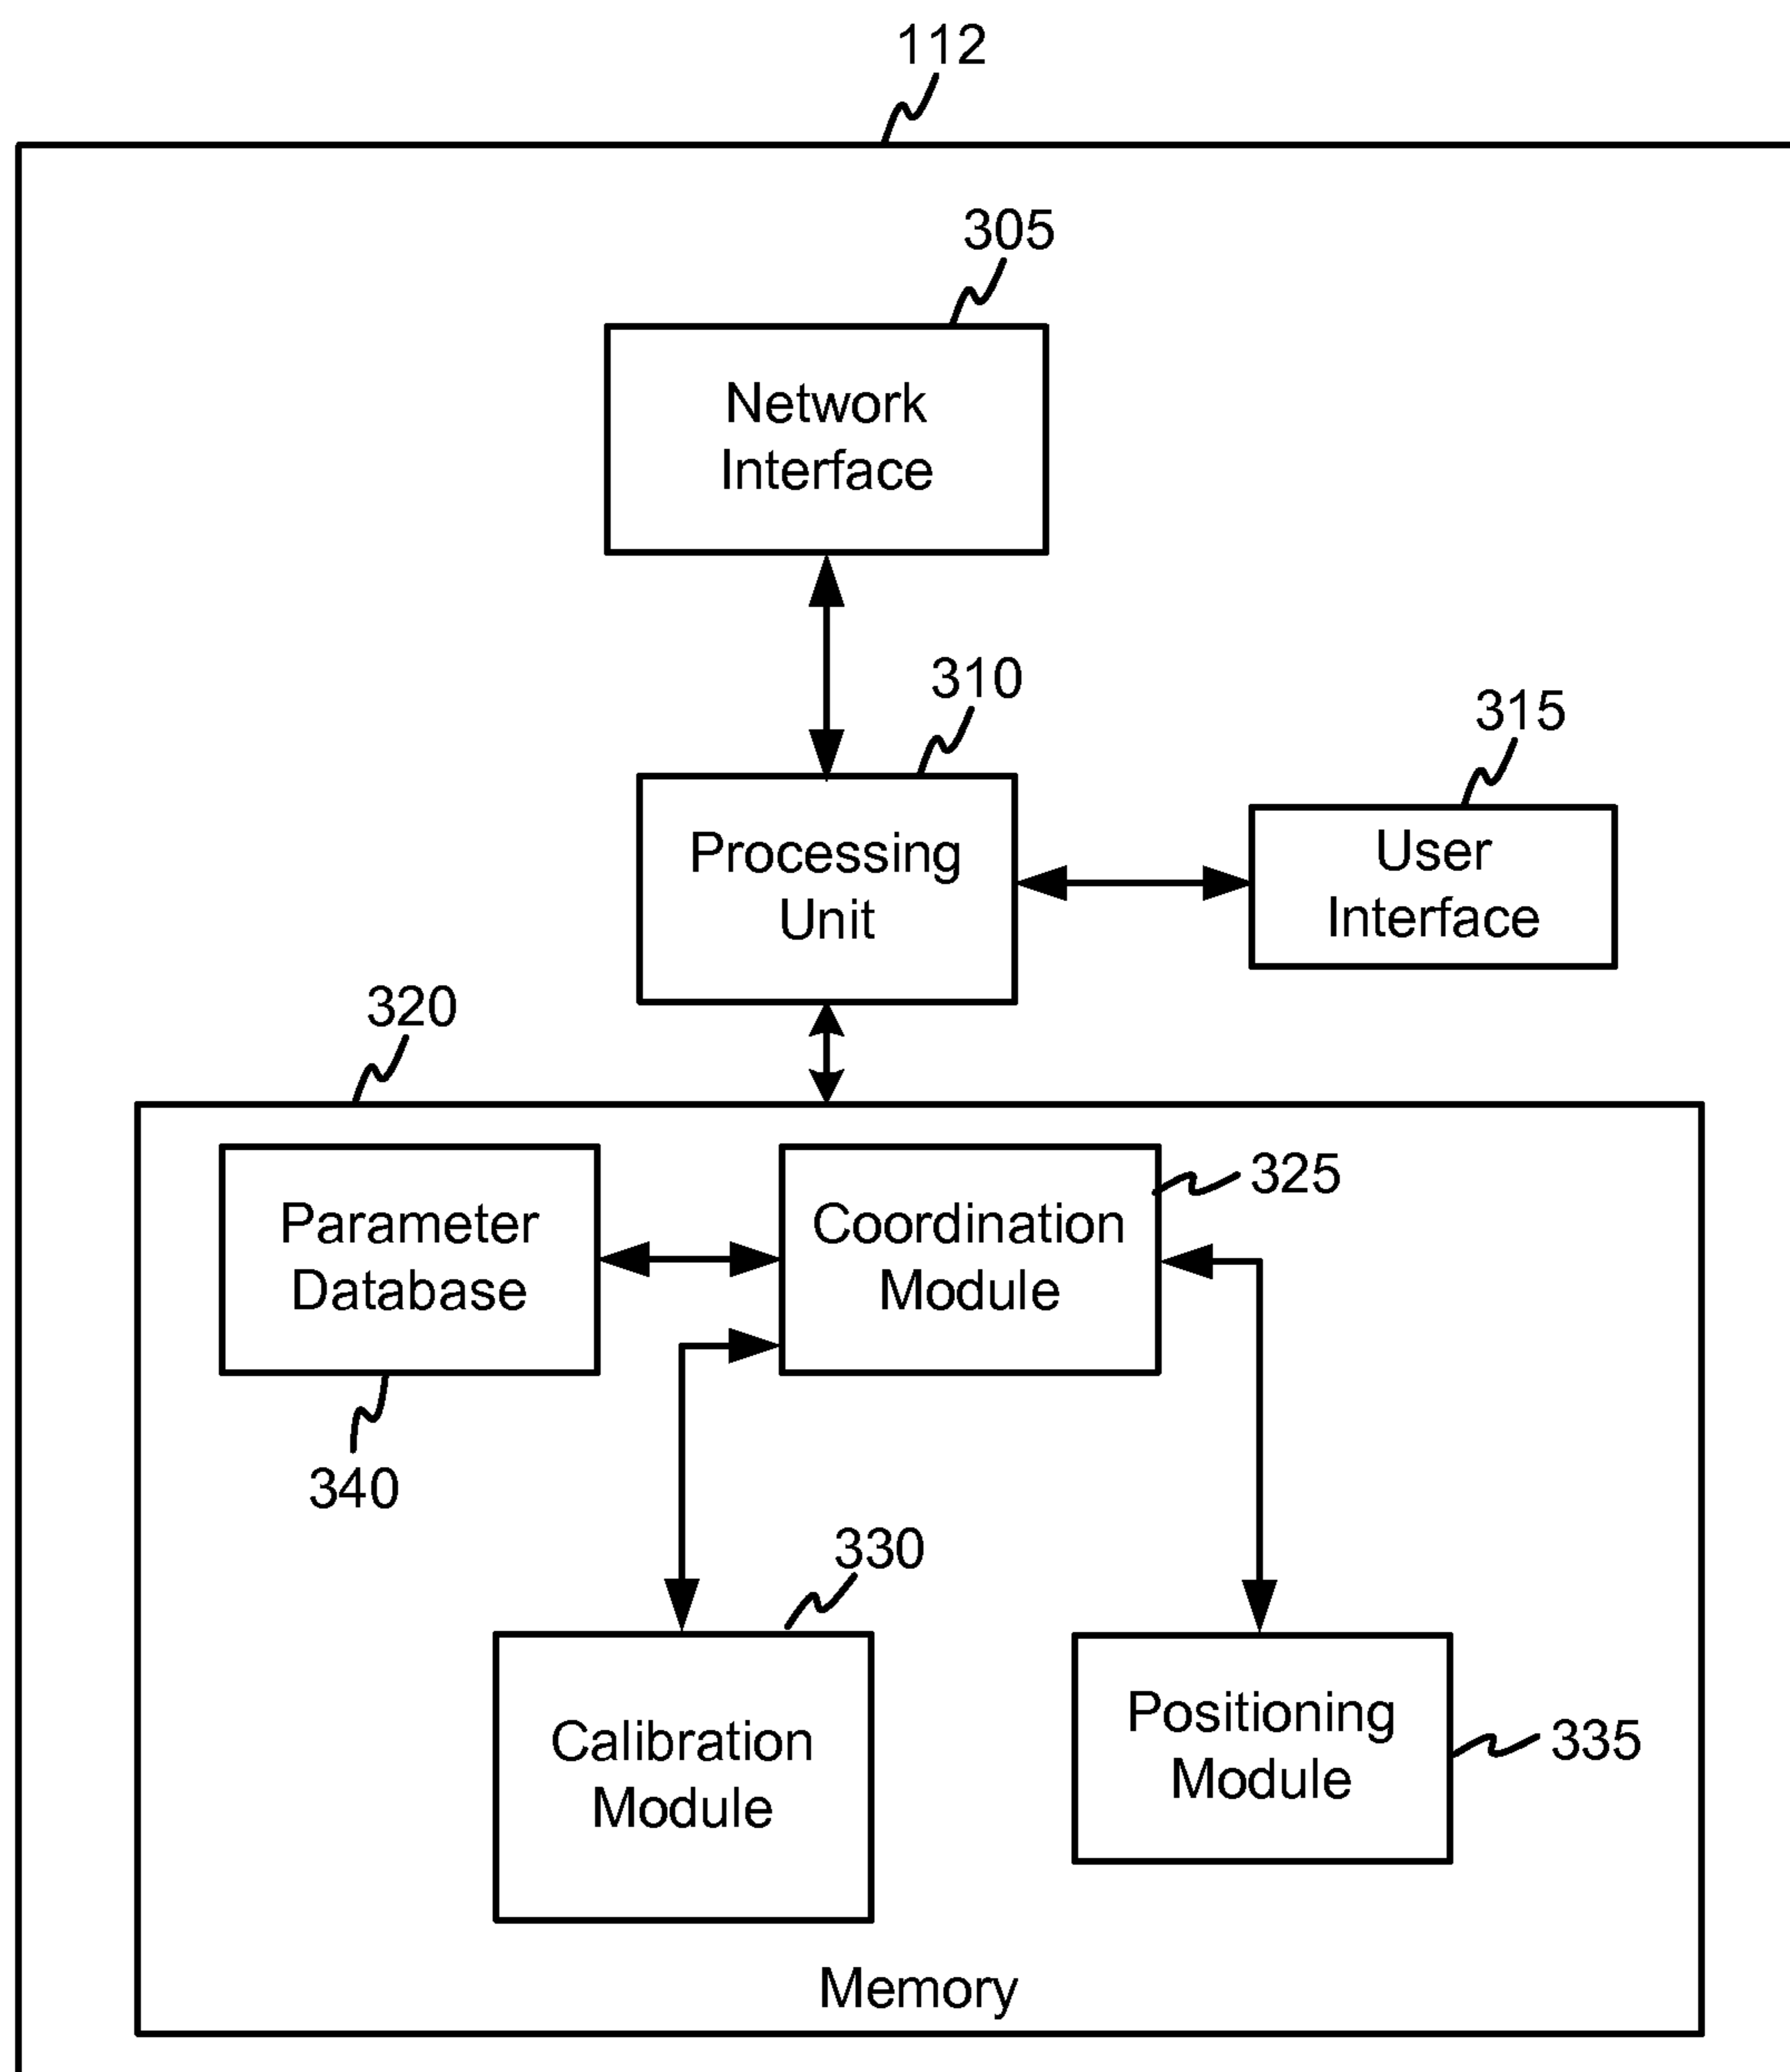 112
305
Network
Interface
310
315
Processing
Unit
User
Interface
320
325
Parameter
Database
Coordination
Module
340
330
Calibration
Module
Positioning
Module
335
Memory